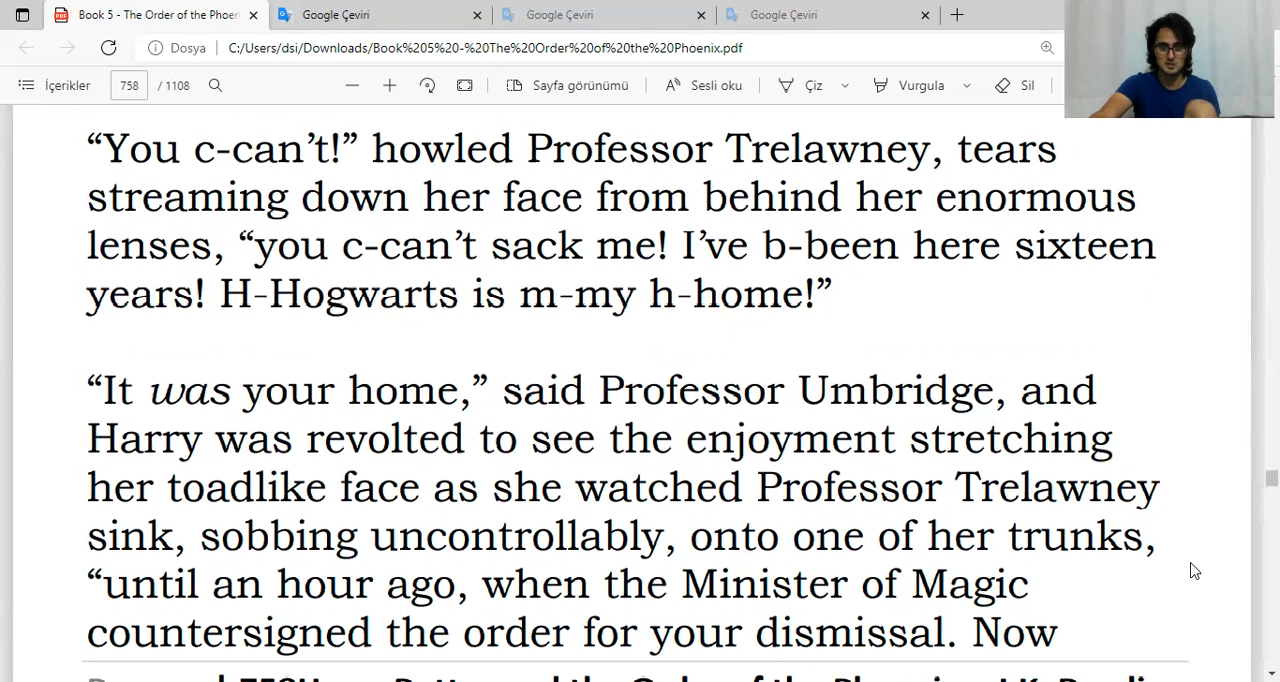 Book 5 - The Order of the Phoen
Google Çeviri
Google Çeviri
Google Çeviri
Dosya
C:/Users/dsi/Downloads/Book%205%20-%20The%20Order%20of%20the%20Phoenix.pdf
İçerikler
758
/ 1108
Sayfa görünümü
Sesli oku
Çiz
Vurgula
Sil
“You c-can’t!” howled Professor Trelawney, tears
streaming down her face from behind her enormous
lenses, “you c-can’t sack me! I’ve b-been here sixteen
years! H-Hogwarts is m-my h-home!”
“It was your home,” said Professor Umbridge, and
Harry was revolted to see the enjoyment stretching
her toadlike face as she watched Professor Trelawney
sink, sobbing uncontrollably, onto one of her trunks,
“until an hour ago, when the Minister of Magic
countersigned the order for your dismissal. Now